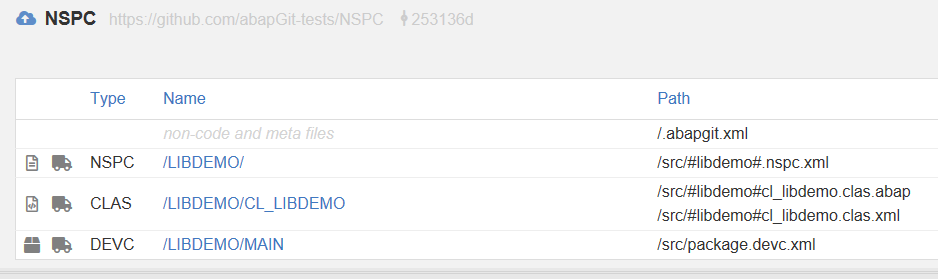 NSPC https://github.com/abapGit-tests/NSPC 253136d
Type Name Path
non-code and meta files /.abapgit.xml
NSPC /LIBDEMO/ /src/#libdemo#.nspc.xml
CLAS /LIBDEMO/CL_LIBDEMO /src/#libdemo#cl_libdemo.clas.abap
/src/#libdemo#cl_libdemo.clas.xml
DEVC /LIBDEMO/MAIN /src/package.devc.xml